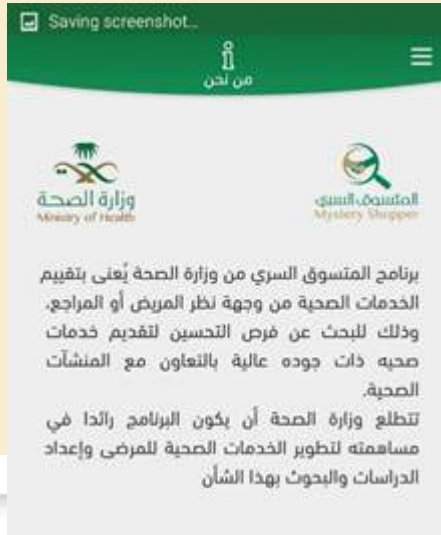 Saving screenshot...
من نحن
وزارة الصحة
Ministry of Health
المتسوق السري
Mystery Shopper
برنامج المتسوق السري من وزارة الصحة يُعنى بتقييم
الخدمات الصحية من وجهة نظر المريض أو المراجع،
وذلك للبحث عن فرص التحسين لتقديم خدمات
صحيه ذات جوده عالية بالتعاون مع المنشآت
الصحية.
تتطلع وزارة الصحة أن يكون البرنامج رائدا في
مساهمته لتطوير الخدمات الصحية للمرضى وإعداد
الدراسات والبحوث بهذا الشأن